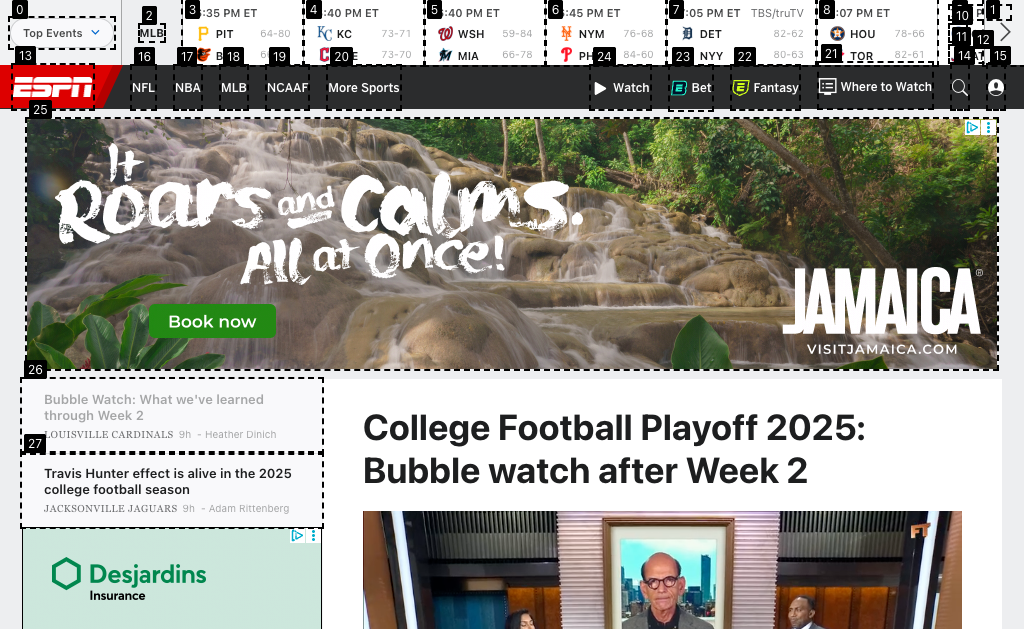 Top Events
MLB
:35 PM ET
PIT 64-80
:40 PM ET
KC 73-71
73-70
:40 PM ET
WSH 59-84
MIA 66-78
:45 PM ET
NYM 76-68
84-60
:05 PM ET TBS/truTV
DET 82-62
NYY 80-63
:07 PM ET
HOU 78-66
TOR 82-61
0
1
2
3
4
5
6
7
8
10
11
12
13
14
15
16
17
18
19
20
21
22
23
24
25
26
27
ESPN
NFL
NBA
MLB
NCAAF
More Sports
Watch
Bet
Fantasy
Where to Watch
It
Roars and Calms.
All at Once!
Book now
JAMAICA®
VISITJAMAICA.COM
Bubble Watch: What we've learned
through Week 2
LOUISVILLE CARDINALS 9h - Heather Dinich
Travis Hunter effect is alive in the 2025
college football season
JACKSONVILLE JAGUARS 9h - Adam Rittenberg
Desjardins
Insurance
College Football Playoff 2025:
Bubble watch after Week 2
FT